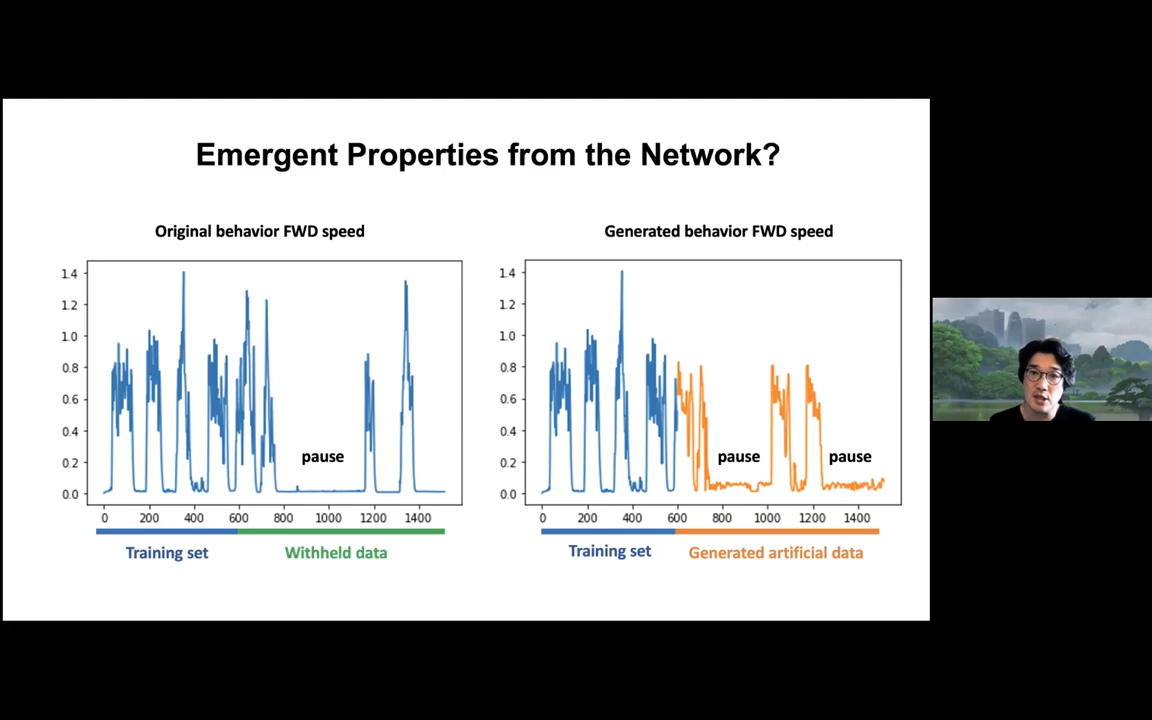 Emergent Properties from the Network?
Original behavior FWD speed
1.4
1.2
1.0
0.8
0.6
0.4
0.2
0.0
pause
0 200 400 600 800 1000 1200 1400
Training set Withheld data
Generated behavior FWD speed
1.4
1.2
1.0
0.8
0.6
0.4
0.2
0.0
pause pause
0 200 400 600 800 1000 1200 1400
Training set Generated artificial data